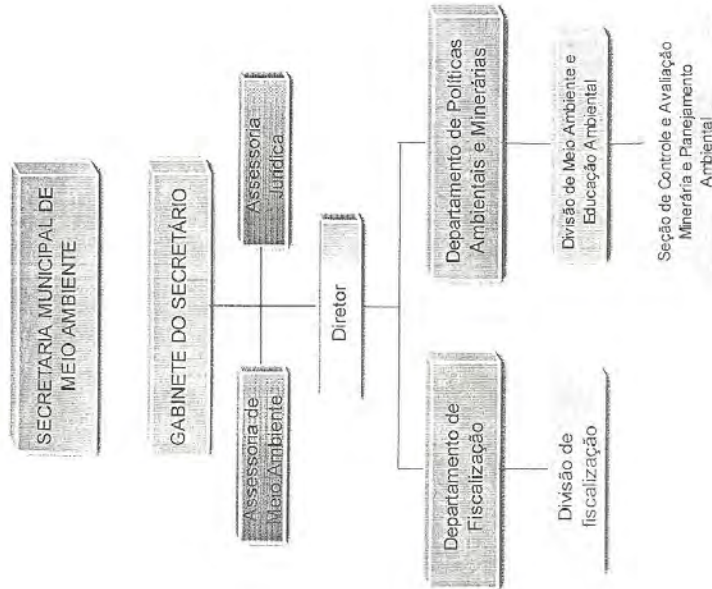 SECRETARIA MUNICIPAL DE
MEIO AMBIENTE
GABINETE DO SECRETÁRIO
Assessoria de
Meio Ambiente
Assessoria
Jurídica
Diretor
Departamento de
Fiscalização
Departamento de Políticas
Ambientais e Minerárias
Divisão de
fiscalização
Divisão de Meio Ambiente e
Educação Ambiental
Seção de Controle e Avaliação
Minerária e Planejamento
Ambiental